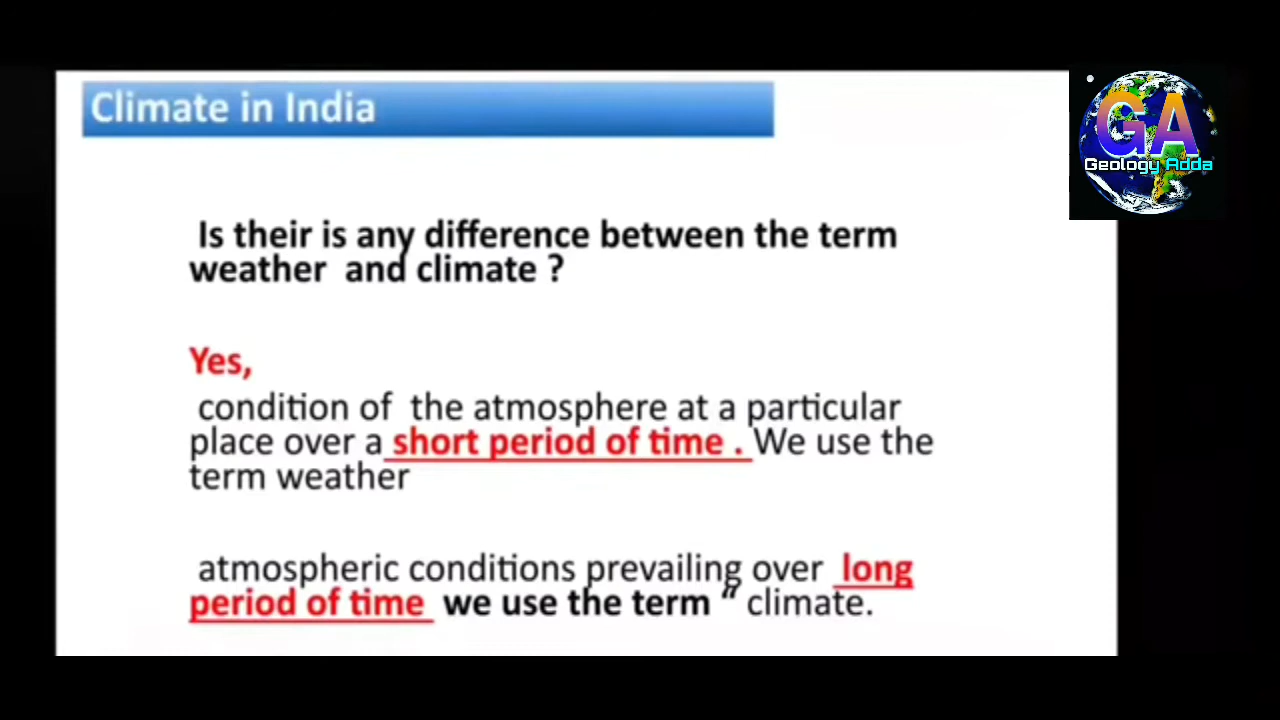 Climate in India
GA
Geology Adda
Is their is any difference between the term
weather and climate ?
Yes,
condition of the atmosphere at a particular
place over a short period of time . We use the
term weather
atmospheric conditions prevailing over long
period of time we use the term “ climate.